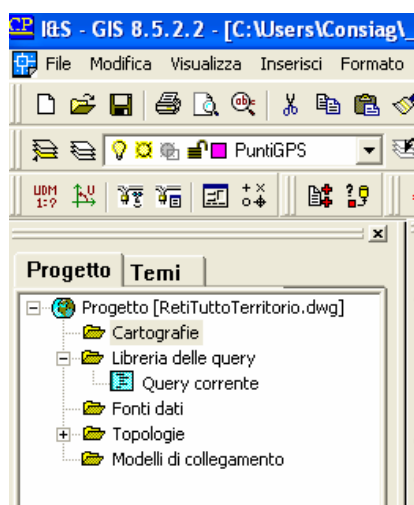 CP I&S - GIS 8.5.2.2 - [C:\Users\Consiag\_
File Modifica Visualizza Inserisci Formato
PuntiGPS
UDM
1:?
Progetto Temi
Progetto [RetiTuttoTerritorio.dwg]
Cartografie
Libreria delle query
Query corrente
Fonti dati
Topologie
Modelli di collegamento